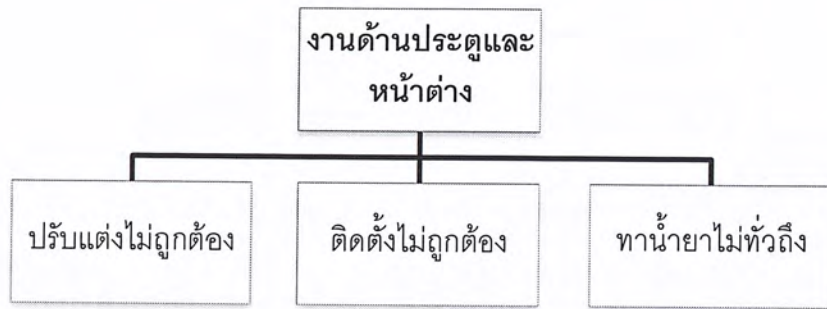 งานด้านประตูและ
หน้าต่าง
ปรับแต่งไม่ถูกต้อง
ติดตั้งไม่ถูกต้อง
ทาน้ำยาไม่ทั่วถึง